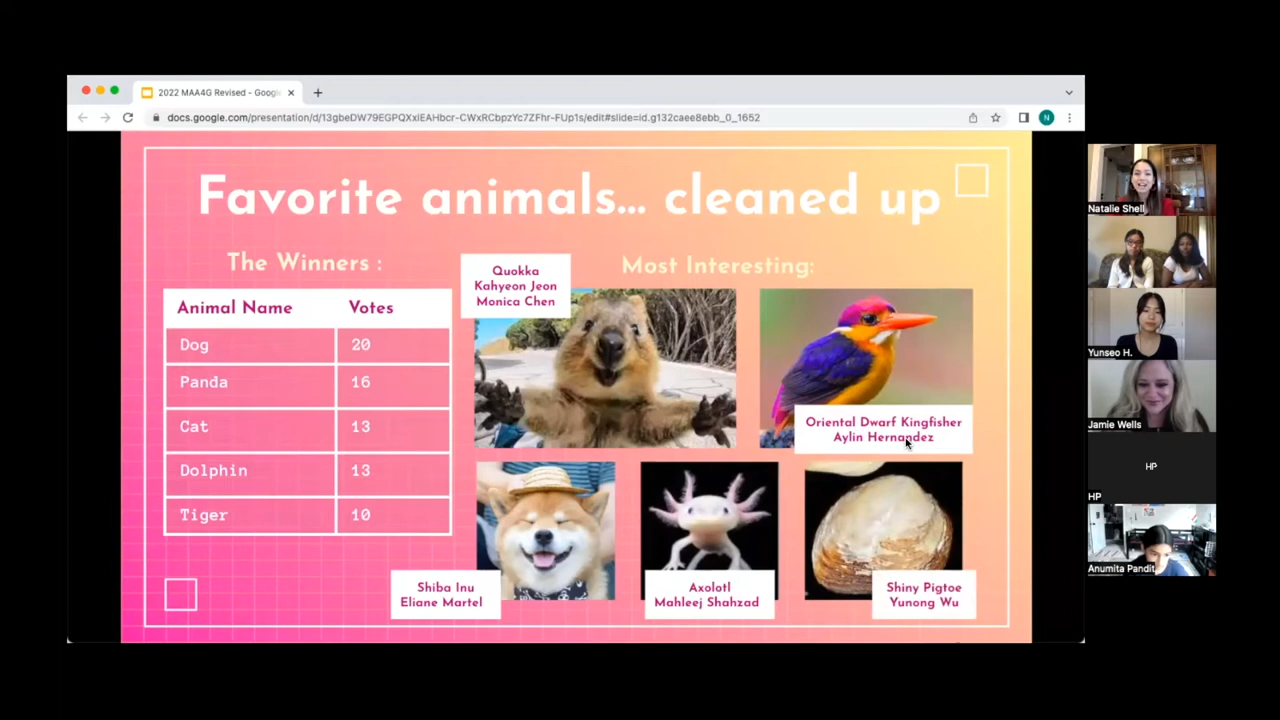 2022 MAA4G Revised - Googl
docs.google.com/presentation/d/13gbeDW79EGPQXxiEAHbcr-CWxRCbpzYc7ZFhr-FUp1s/edit#slide=id.g132caee8ebb_0_1652
N
Favorite animals... cleaned up
The Winners :
Animal Name Votes
Dog 20
Panda 16
Cat 13
Dolphin 13
Tiger 10
Most Interesting:
Quokka
Kahyeon Jeon
Monica Chen
Oriental Dwarf Kingfisher
Aylin Hernandez
Shiba Inu
Eliane Martel
Axolotl
Mahleej Shahzad
Shiny Pigtoe
Yunong Wu
Natalie Shell
Yunseo H.
Jamie Wells
HP
HP
Anumita Pandit